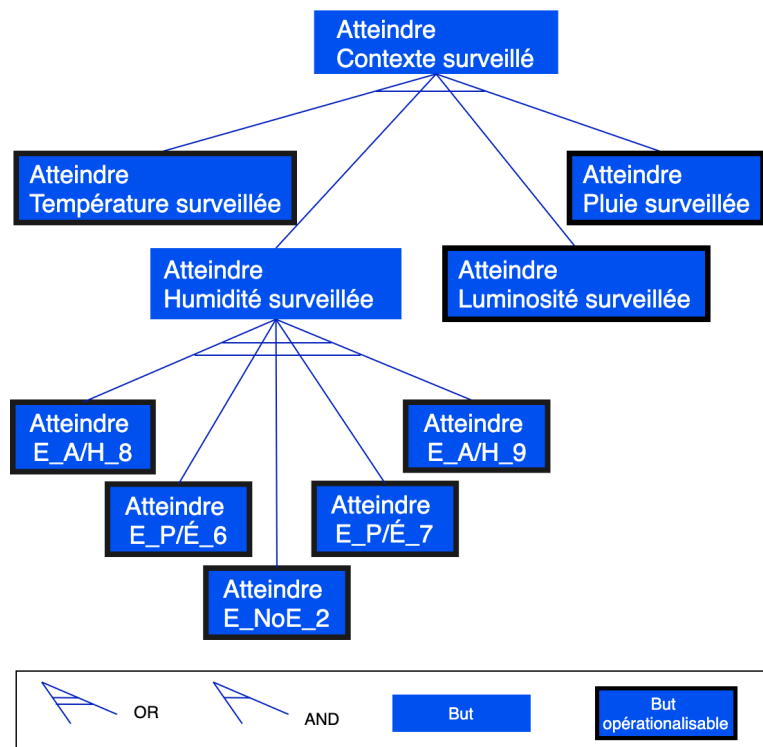 Atteindre
Contexte surveillé
Atteindre
Température surveillée
Atteindre
Pluie surveillée
Atteindre
Humidité surveillée
Atteindre
Luminosité surveillée
Atteindre
E_A/H_8
Atteindre
E_A/H_9
Atteindre
E_P/É_6
Atteindre
E_P/É_7
Atteindre
E_NoE_2
OR
AND
But
But
opérationalisable